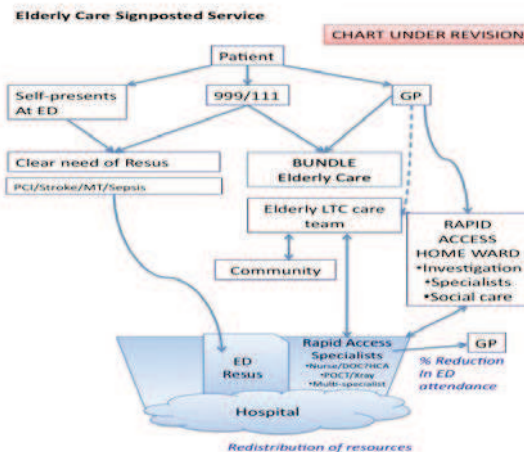 Elderly Care Signposted Service
CHART UNDER REVISION
Patient
Self-presents
At ED
999/111
GP
Clear need of Resus
PCI/Stroke/MT/Sepsis
BUNDLE
Elderly Care
Elderly LTC care
team
Community
RAPID
ACCESS
HOME WARD
•Investigation
•Specialists
•Social care
ED
Resus
Rapid Access
Specialists
•Nurse/DOC?HCA
•POCT/Xray
•Multi-specialist
GP
% Reduction
In ED
attendance
Hospital
Redistribution of resources